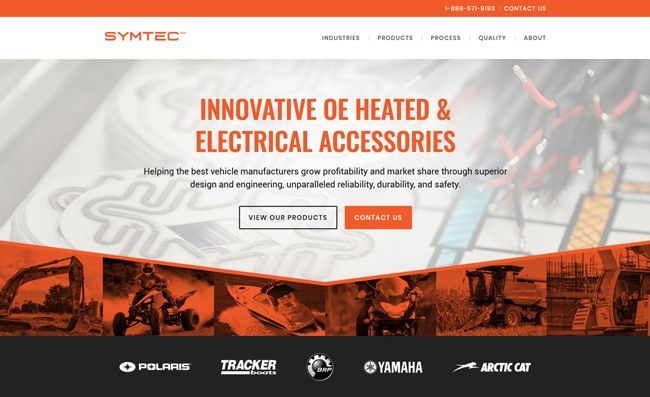 1-888-571-9193 | CONTACT US
SYMTEC
INDUSTRIES | PRODUCTS | PROCESS | QUALITY | ABOUT
INNOVATIVE OE HEATED &
ELECTRICAL ACCESSORIES
Helping the best vehicle manufacturers grow profitability and market share through superior
design and engineering, unparalleled reliability, durability, and safety.
VIEW OUR PRODUCTS
CONTACT US
POLARIS
TRACKER
boats
BRP
YAMAHA
ARCTIC CAT